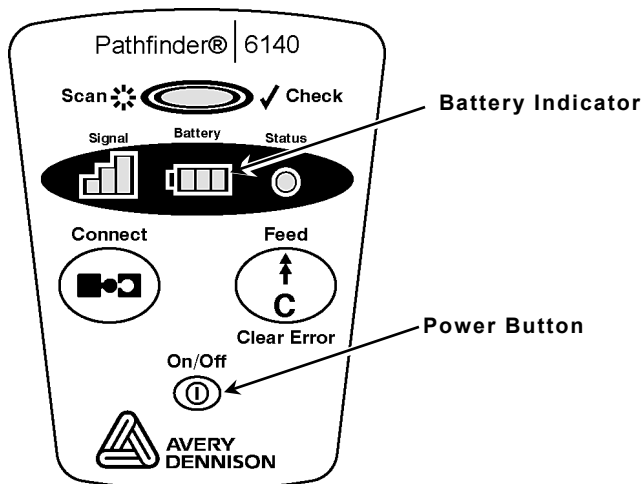 Pathfinder® 6140
Scan Check
Battery Indicator
Signal Battery Status
Connect Feed
C
Clear Error
Power Button
On/Off
AVERY
DENNISON